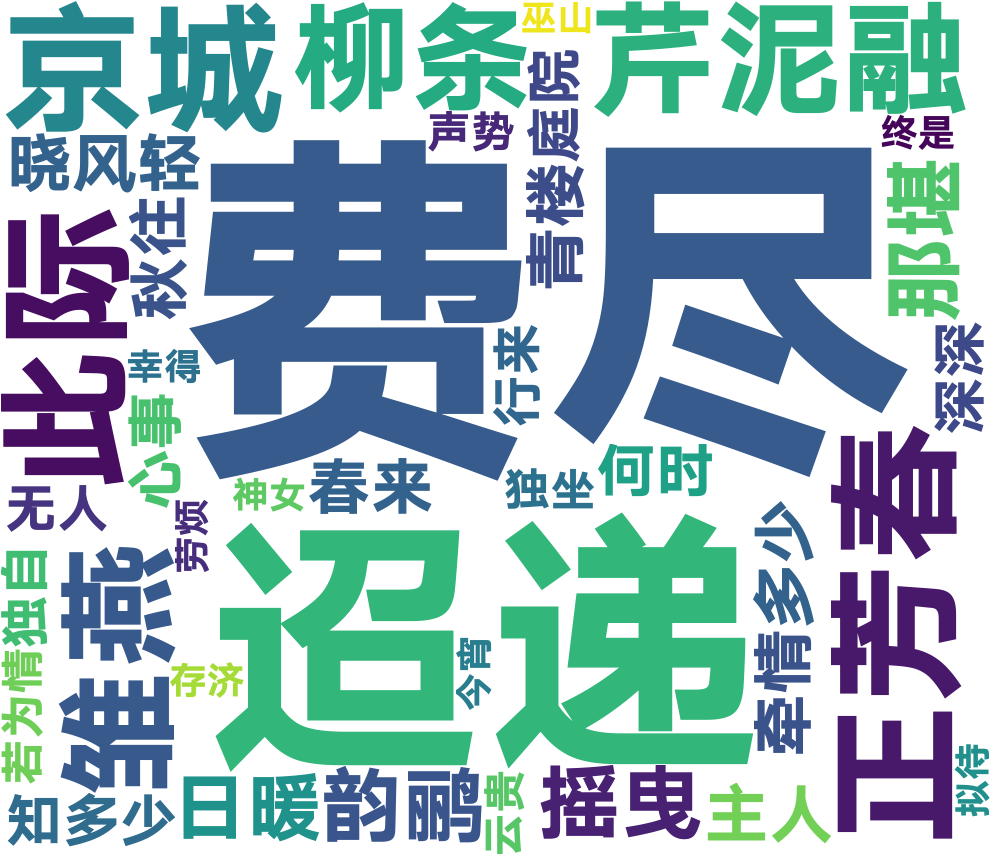 京城
柳条
巫山
芹泥融
声势
青楼庭院
终是
晓风轻
费尽
那堪
此际
秋往
行来
深深
幸得
心事
正芳春
无人
神女
春来
独坐
何时
劳烦
迢递
牵情多少
若为情独自
雏燕
存济
今宵
知多少
日暖
韵鹂
云贵
摇曳
主人
拟待